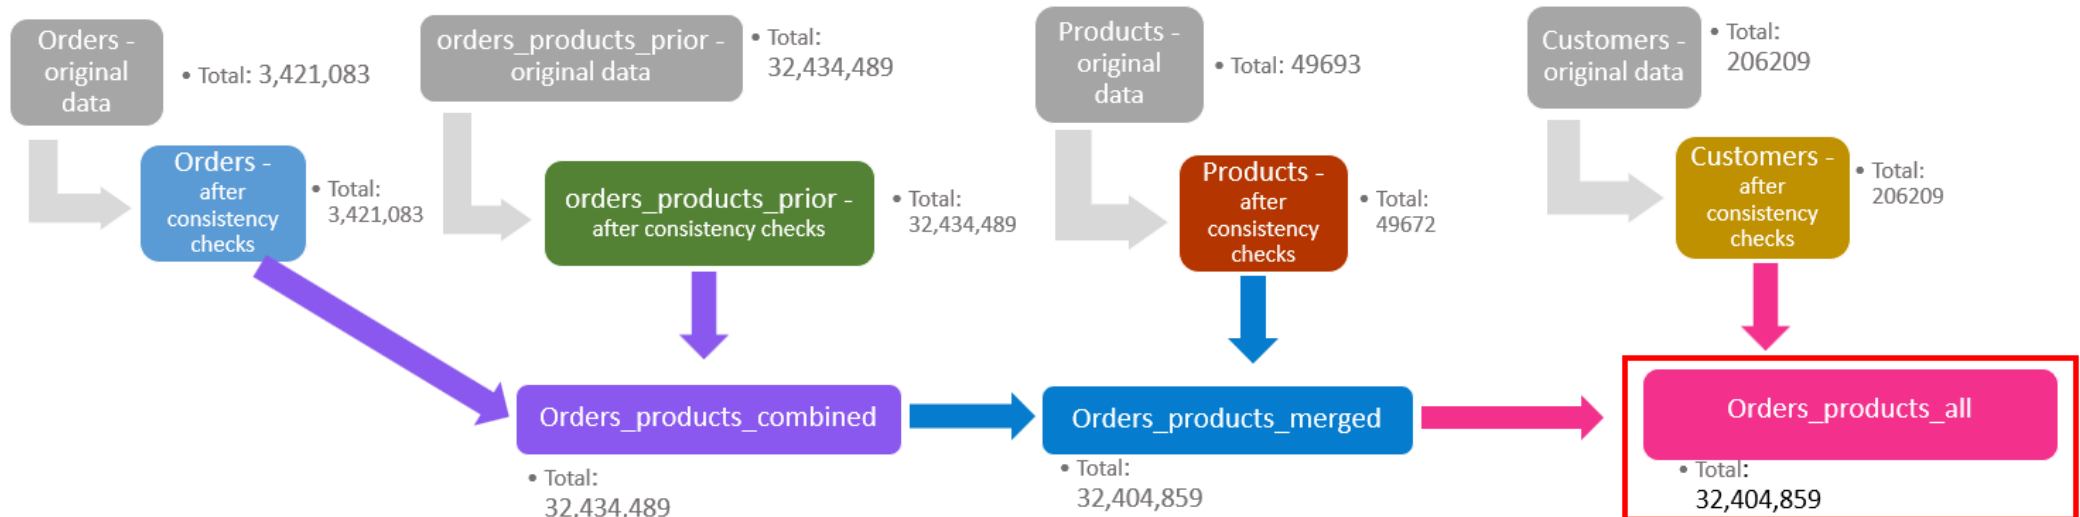 Orders -
original
data
• Total: 3,421,083
orders_products_prior -
original data
• Total:
32,434,489
Products -
original
data
• Total: 49693
Customers -
original data
• Total:
206209
Orders -
after
consistency
checks
• Total:
3,421,083
orders_products_prior -
after consistency checks
• Total:
32,434,489
Products -
after
consistency
checks
• Total:
49672
Customers -
after
consistency
checks
• Total:
206209
Orders_products_combined
• Total:
32,434,489
Orders_products_merged
• Total:
32,404,859
Orders_products_all
• Total:
32,404,859